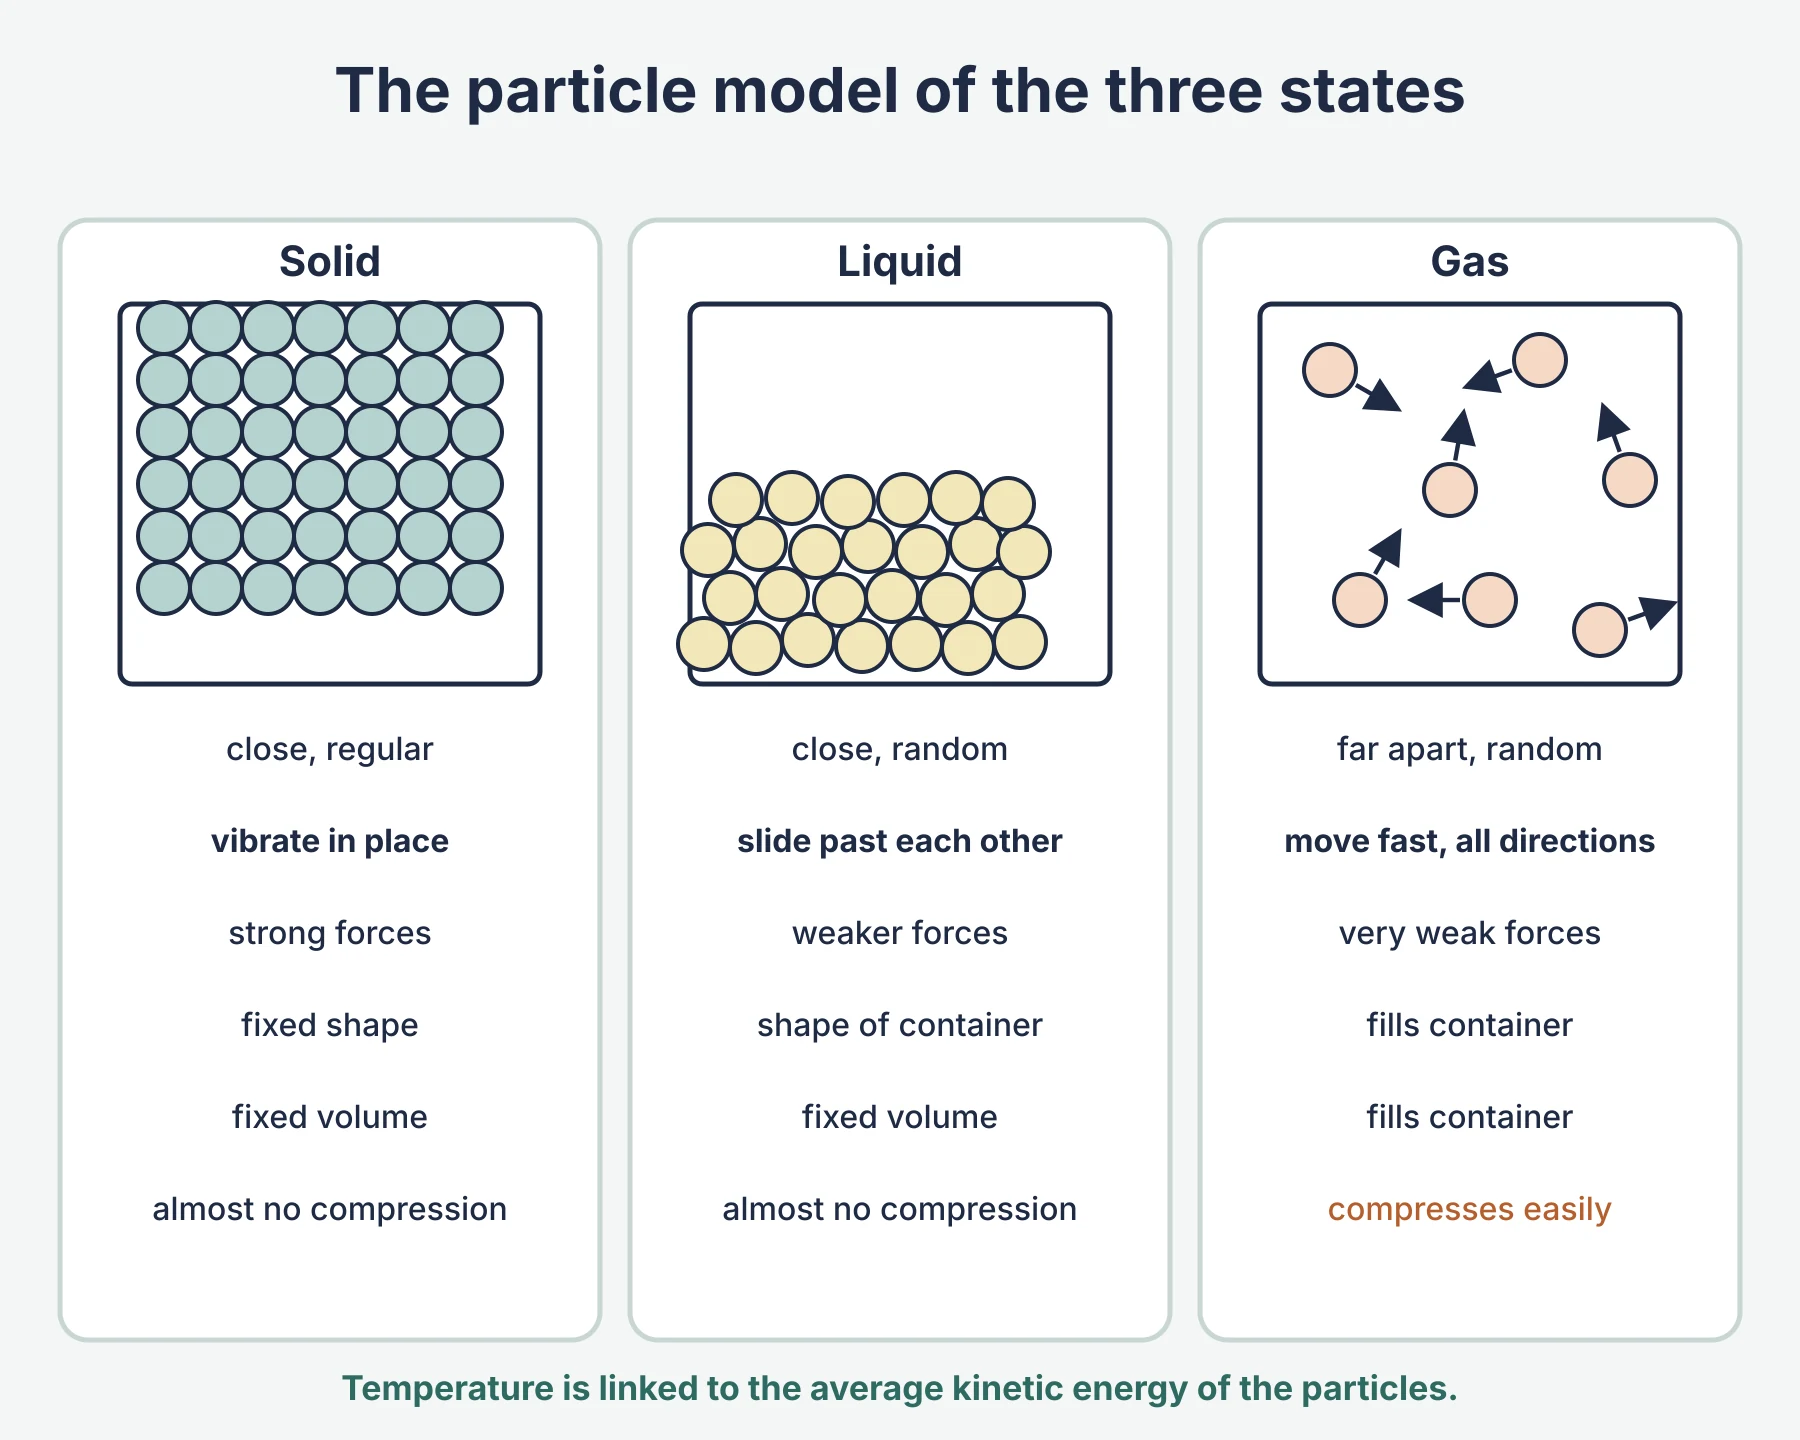 The particle model of the three states
Solid
close, regular
vibrate in place
strong forces
fixed shape
fixed volume
almost no compression
Liquid
close, random
slide past each other
weaker forces
shape of container
fixed volume
almost no compression
Gas
far apart, random
move fast, all directions
very weak forces
fills container
fills container
compresses easily
Temperature is linked to the average kinetic energy of the particles.